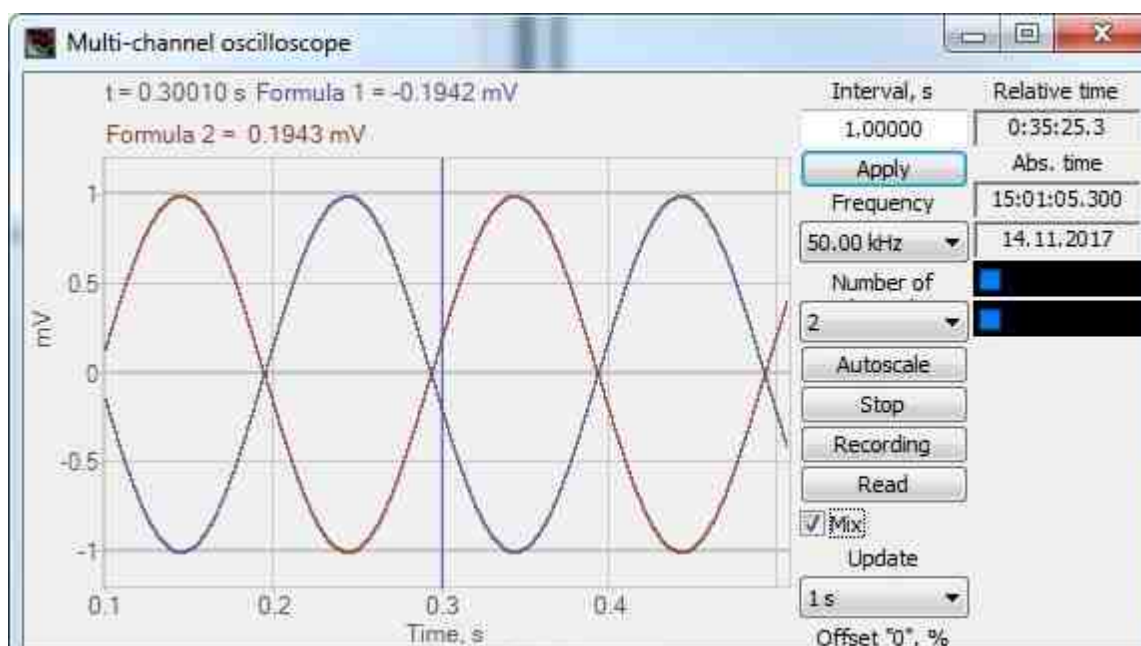 Multi-channel oscilloscope
t = 0.30010 s Formula 1 = -0.1942 mV
Formula 2 = 0.1943 mV
1
0.5
0
-0.5
-1
mV
0.1 0.2 0.3 0.4
Time, s
Interval, s
1,00000
Apply
Frequency
50.00 kHz
Number of
2
Autoscale
Stop
Recording
Read
Mix
Update
1 s
Offset "0", %
Relative time
0:35:25.3
Abs. time
15:01:05.300
14.11.2017